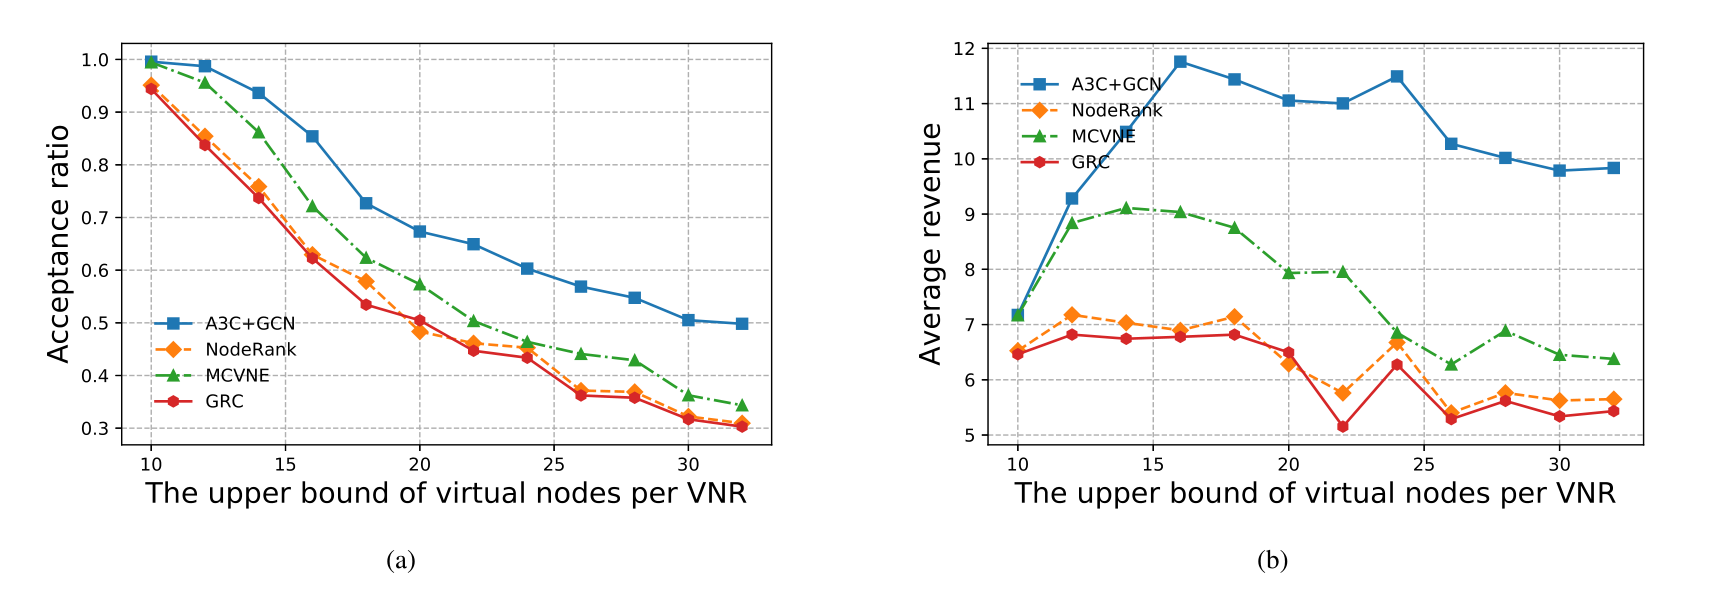 1.0
0.9
0.8
0.7
0.6
0.5
0.4
0.3
Acceptance ratio
A3C+GCN
NodeRank
MCVNE
GRC
10 15 20 25 30
The upper bound of virtual nodes per VNR
(a)
12
11
10
9
8
7
6
5
Average revenue
A3C+GCN
NodeRank
MCVNE
GRC
10 15 20 25 30
The upper bound of virtual nodes per VNR
(b)